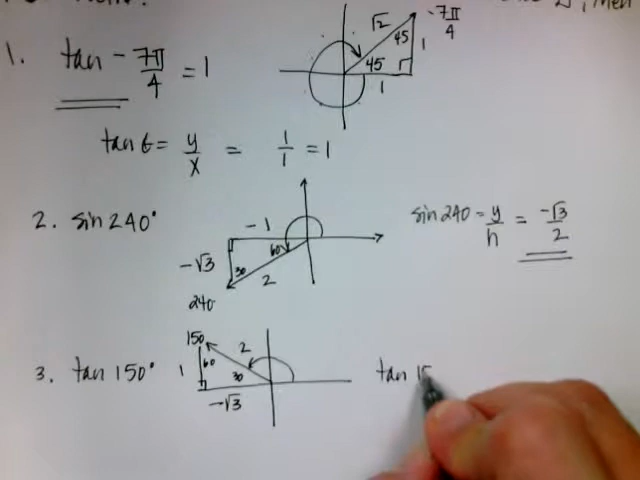 1. tan -7π/4 = 1
√2 -7π/4
45 1
45
1
tan θ = y/x = 1/1 = 1
2. sin 240°
-1
60
-√3 30 2
240
sin 240 = y/h = -√3/2
3. tan 150°
150 2
1 60 30
-√3
tan 15